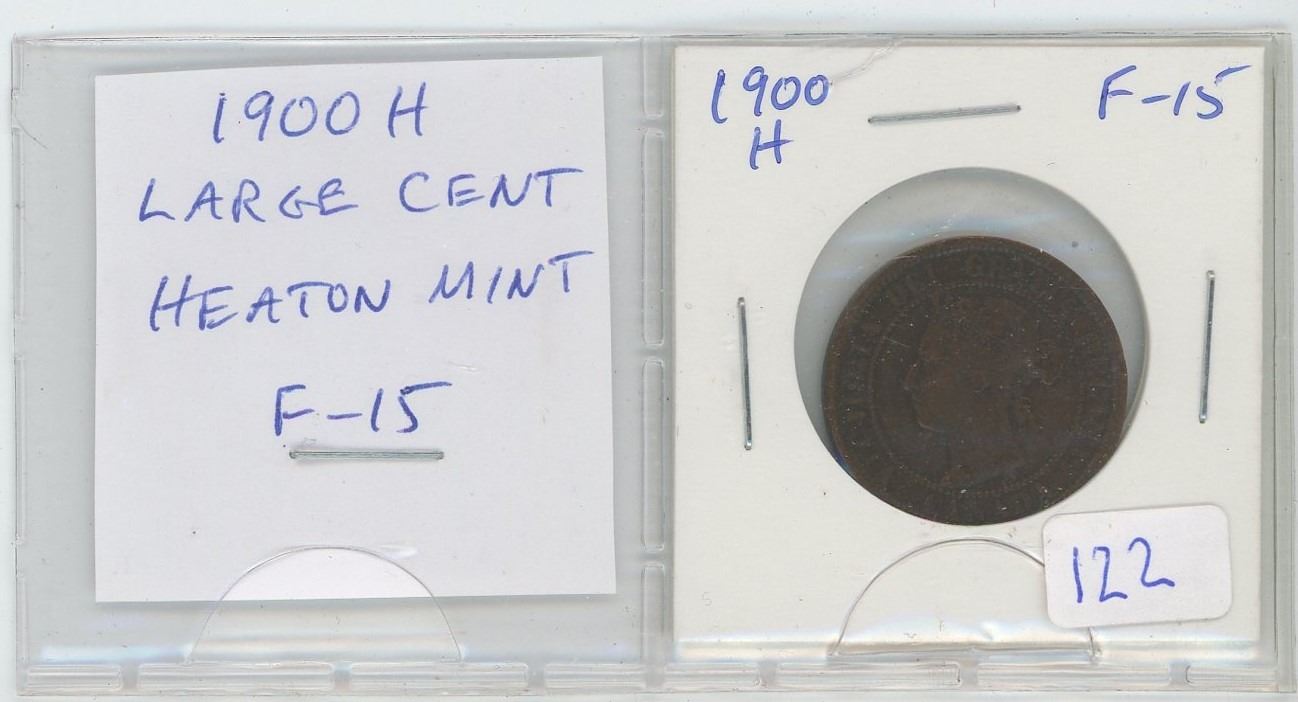 1900 H
LARGE CENT
HEATON MINT
F-15
1900
H
F-15
122